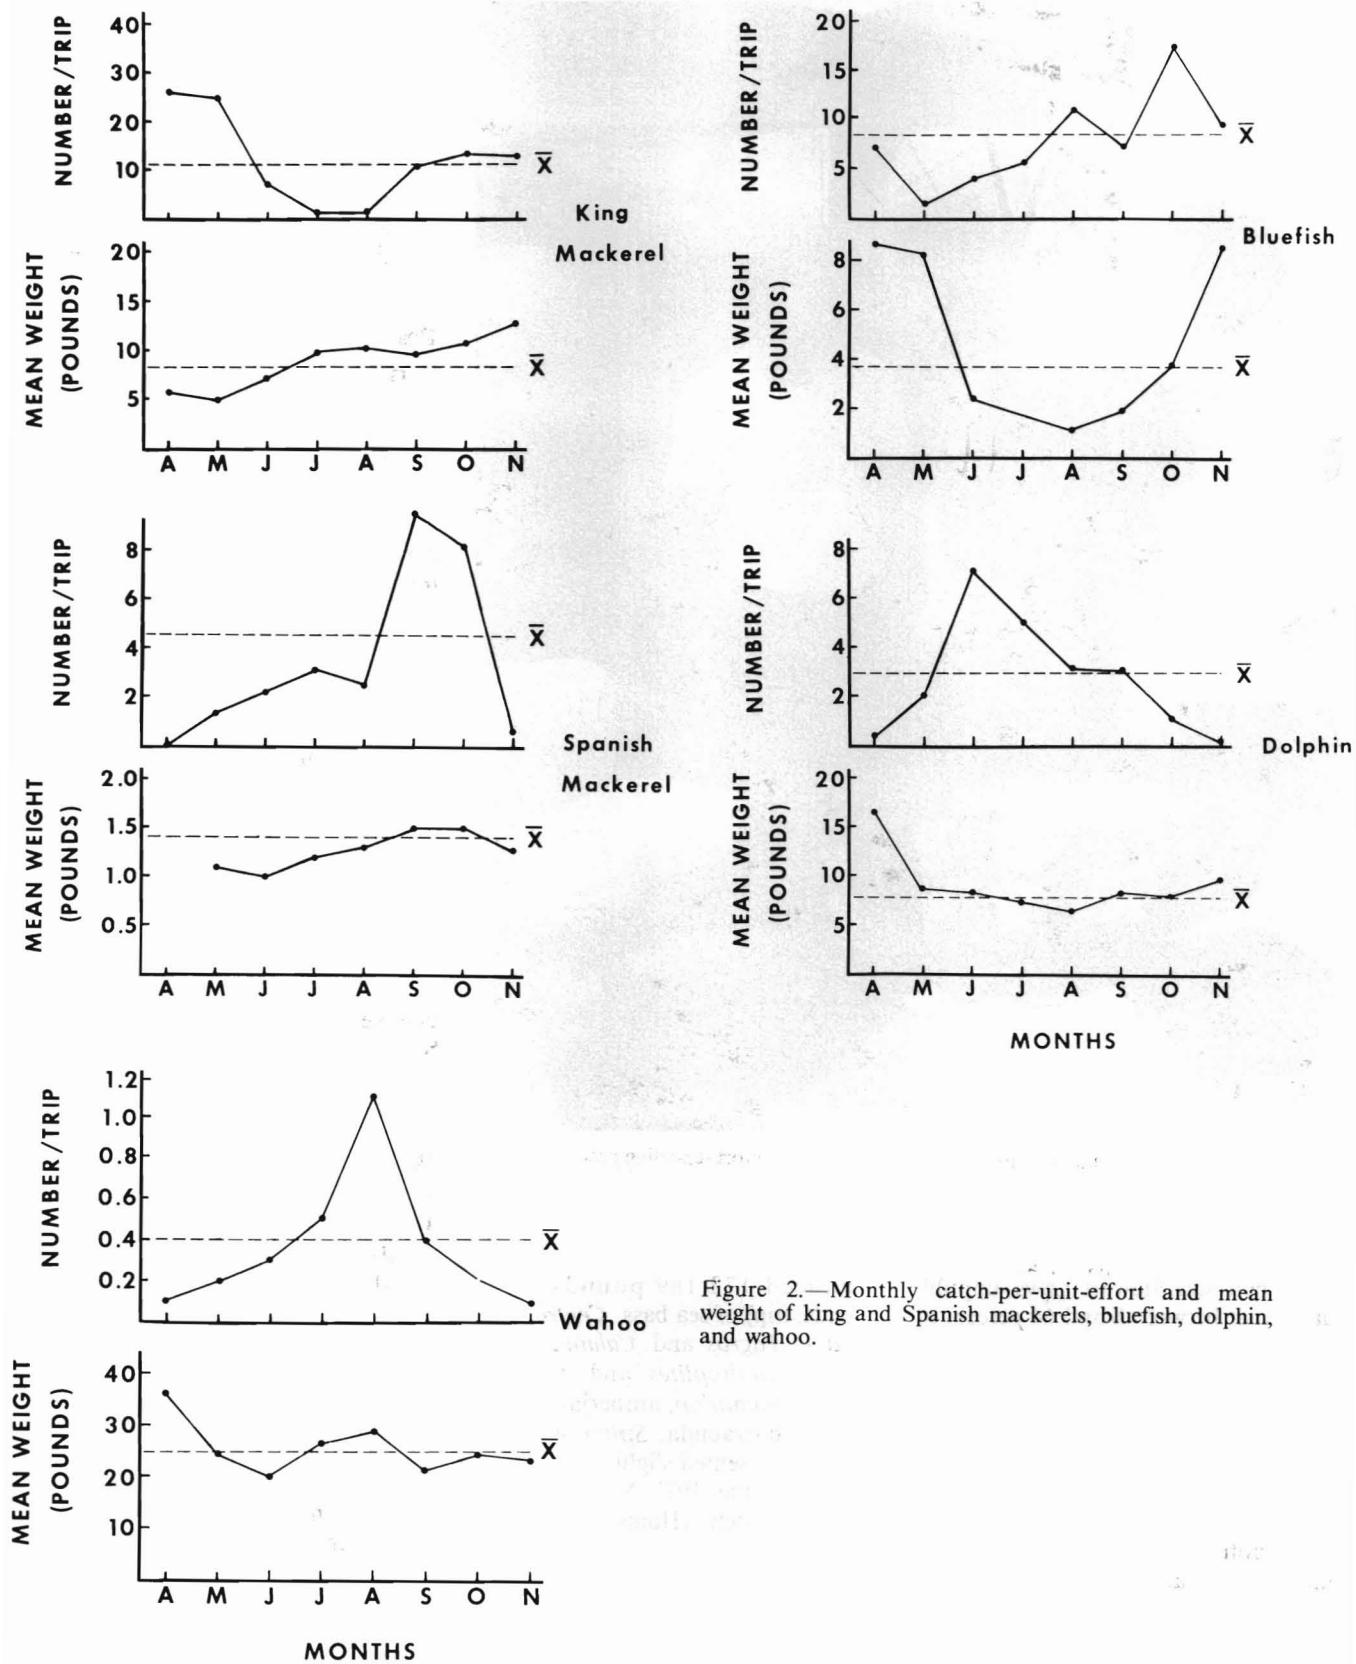 NUMBER/TRIP
40
30
20
10
X̅
King
Mackerel
MEAN WEIGHT
(POUNDS)
20
15
10
5
X̅
A M J J A S O N
NUMBER/TRIP
20
15
10
5
X̅
Bluefish
MEAN WEIGHT
(POUNDS)
8
6
4
2
X̅
A M J J A S O N
NUMBER/TRIP
8
6
4
2
X̅
Spanish
Mackerel
MEAN WEIGHT
(POUNDS)
2.0
1.5
1.0
0.5
X̅
A M J J A S O N
NUMBER/TRIP
8
6
4
2
X̅
Dolphin
MEAN WEIGHT
(POUNDS)
20
15
10
5
X̅
A M J J A S O N
MONTHS
NUMBER/TRIP
1.2
1.0
0.8
0.6
0.4
0.2
X̅
Wahoo
MEAN WEIGHT
(POUNDS)
40
30
20
10
X̅
A M J J A S O N
MONTHS
Figure 2.—Monthly catch-per-unit-effort and mean
weight of king and Spanish mackerels, bluefish, dolphin,
and wahoo.